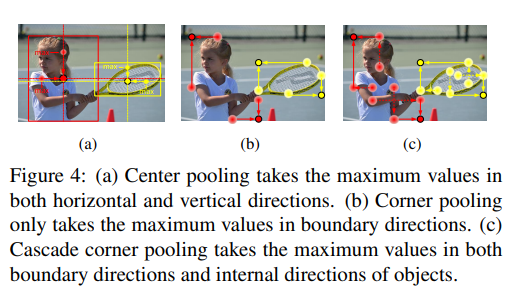 max
max
(a)
(b)
(c)
Figure 4: (a) Center pooling takes the maximum values in
both horizontal and vertical directions. (b) Corner pooling
only takes the maximum values in boundary directions. (c)
Cascade corner pooling takes the maximum values in both
boundary directions and internal directions of objects.